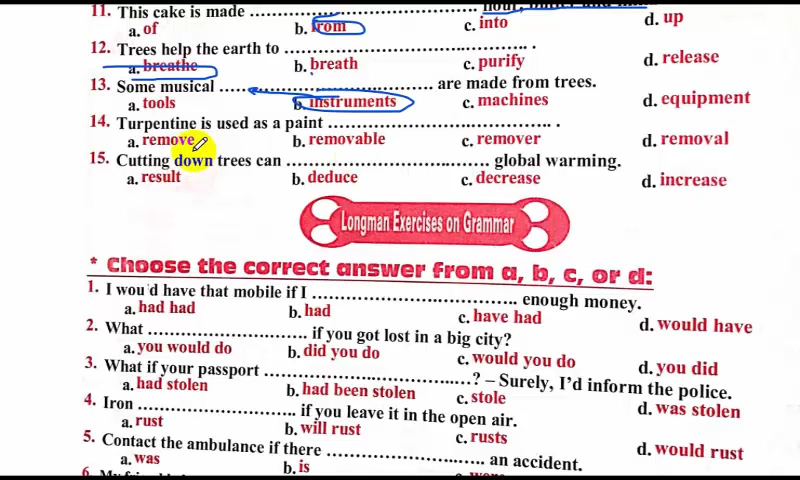 11. This cake is made ........................................ flour, butter and milk.
a. of b. from c. into d. up
12. Trees help the earth to ........................................ .
a. breathe b. breath c. purify d. release
13. Some musical ........................................ are made from trees.
a. tools b. instruments c. machines d. equipment
14. Turpentine is used as a paint ........................................ .
a. remove b. removable c. remover d. removal
15. Cutting down trees can ........................................ global warming.
a. result b. deduce c. decrease d. increase
Longman Exercises on Grammar
* Choose the correct answer from a, b, c, or d:
1. I would have that mobile if I ........................................ enough money.
a. had had b. had c. have had d. would have
2. What ............................... if you got lost in a big city?
a. you would do b. did you do c. would you do d. you did
3. What if your passport ........................................? – Surely, I'd inform the police.
a. had stolen b. had been stolen c. stole d. was stolen
4. Iron ............................... if you leave it in the open air.
a. rust b. will rust c. rusts d. would rust
5. Contact the ambulance if there ............................... an accident.
a. was b. is c. were
6. My friend